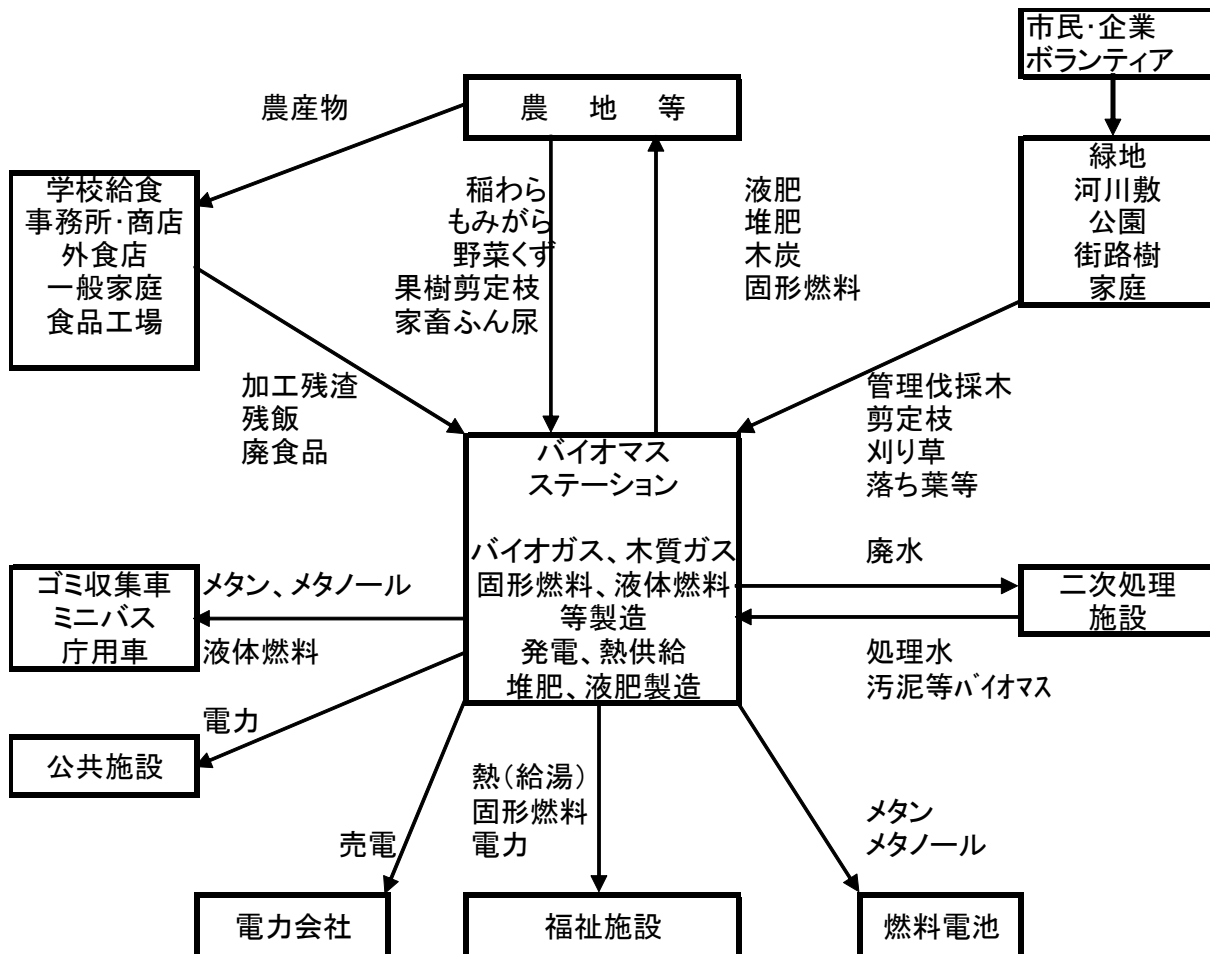 市民・企業
ボランティア
農産物
農 地 等
学校給食
事務所・商店
外食店
一般家庭
食品工場
稲わら
もみがら
野菜くず
果樹剪定枝
家畜ふん尿
液肥
堆肥
木炭
固形燃料
緑地
河川敷
公園
街路樹
家庭
加工残渣
残飯
廃食品
管理伐採木
剪定枝
刈り草
落ち葉等
バイオマス
ステーション
バイオガス、木質ガス
固形燃料、液体燃料
等製造
発電、熱供給
堆肥、液肥製造
廃水
二次処理
施設
処理水
汚泥等バイオマス
ゴミ収集車
ミニバス
庁用車
メタン、メタノール
液体燃料
電力
公共施設
売電
熱(給湯)
固形燃料
電力
メタン
メタノール
電力会社
福祉施設
燃料電池